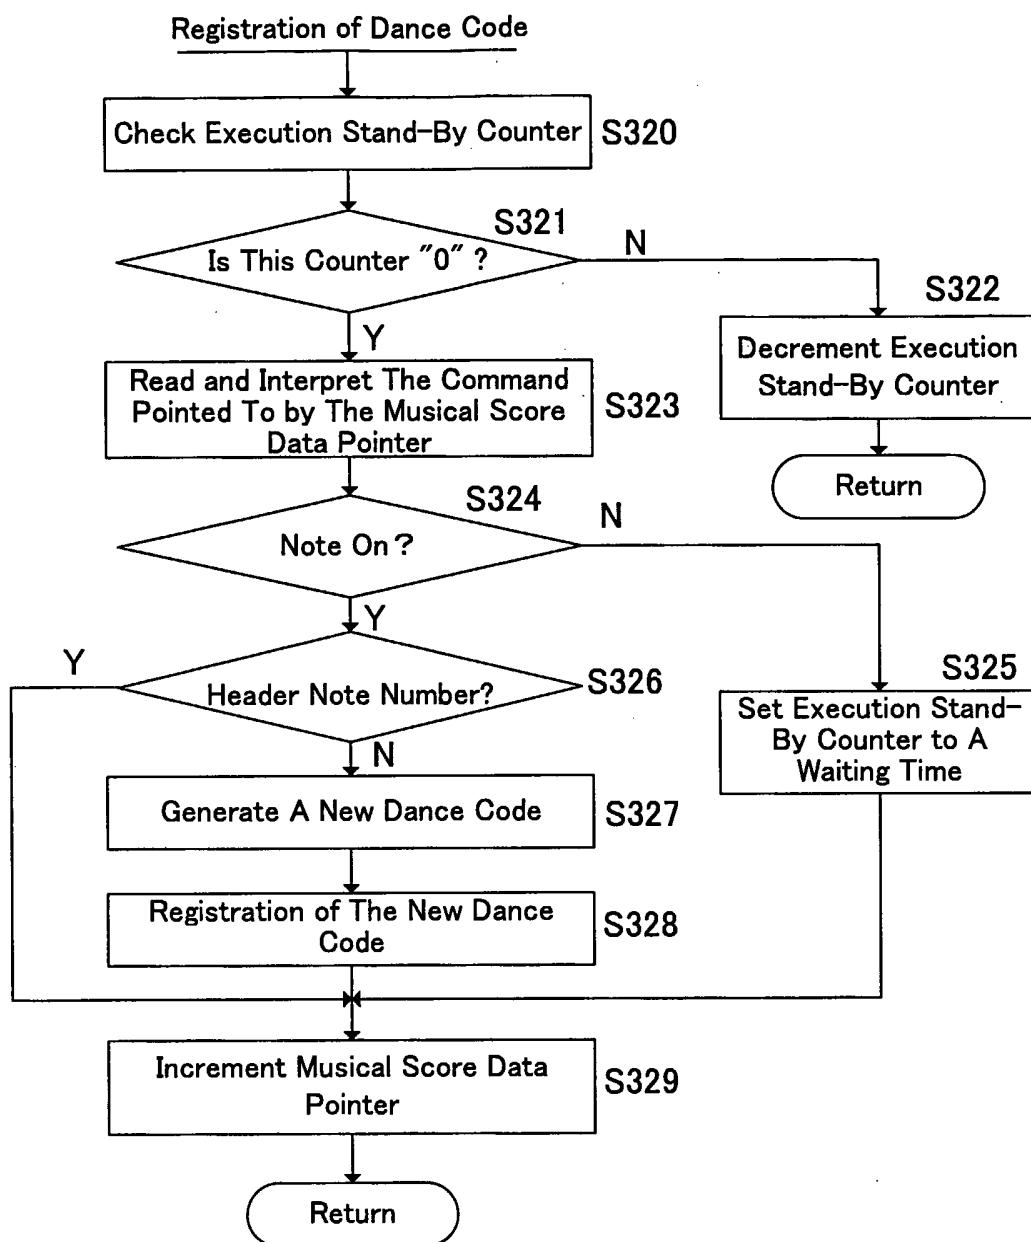 Registration of Dance Code
Check Execution Stand-By Counter
S320
S321
Is This Counter "0" ?
N
Y
S322
Decrement Execution
Stand-By Counter
Return
Read and Interpret The Command
Pointed To by The Musical Score
Data Pointer
S323
S324
Note On?
N
Y
Y
Header Note Number?
S326
N
S325
Set Execution Stand-
By Counter to A
Waiting Time
Generate A New Dance Code
S327
Registration of The New Dance
Code
S328
Increment Musical Score Data
Pointer
S329
Return